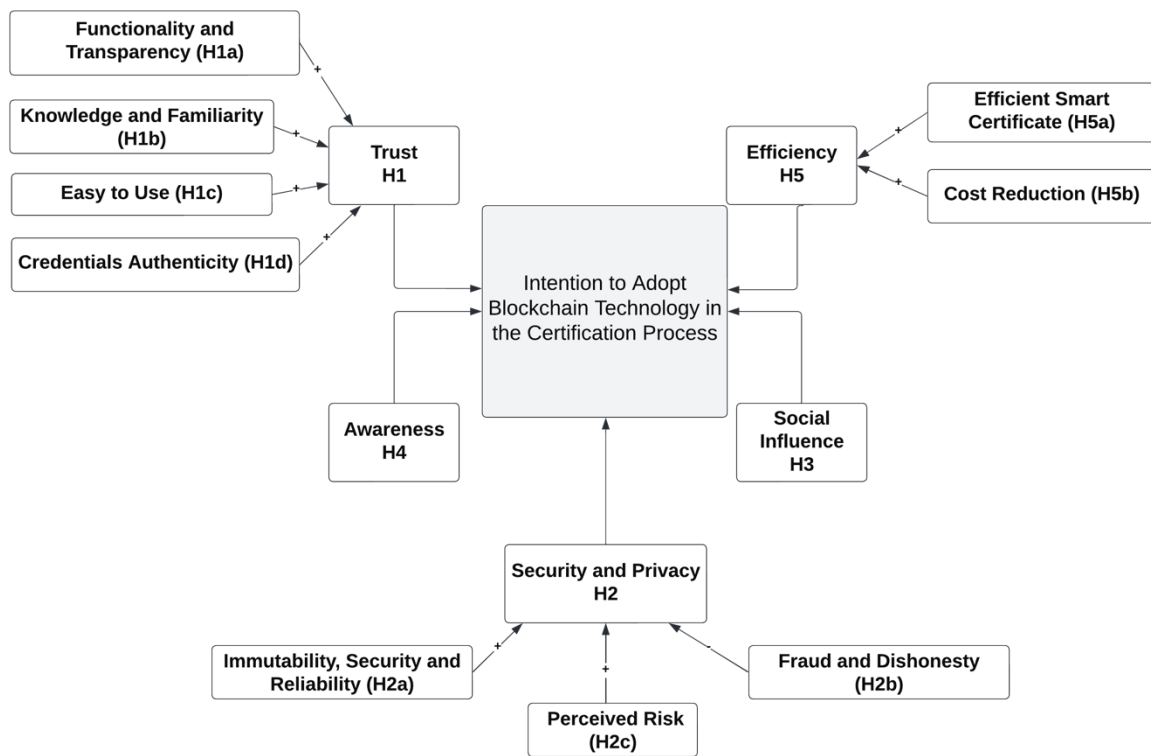 Functionality and
Transparency (H1a)
+
Knowledge and Familiarity
(H1b)
+
Easy to Use (H1c)
+
Credentials Authenticity (H1d)
+
Trust
H1
Efficiency
H5
Efficient Smart
Certificate (H5a)
+
Cost Reduction (H5b)
+
Intention to Adopt
Blockchain Technology in
the Certification Process
Awareness
H4
Social
Influence
H3
Security and Privacy
H2
Immutability, Security and
Reliability (H2a)
+
Perceived Risk
(H2c)
+
Fraud and Dishonesty
(H2b)
-